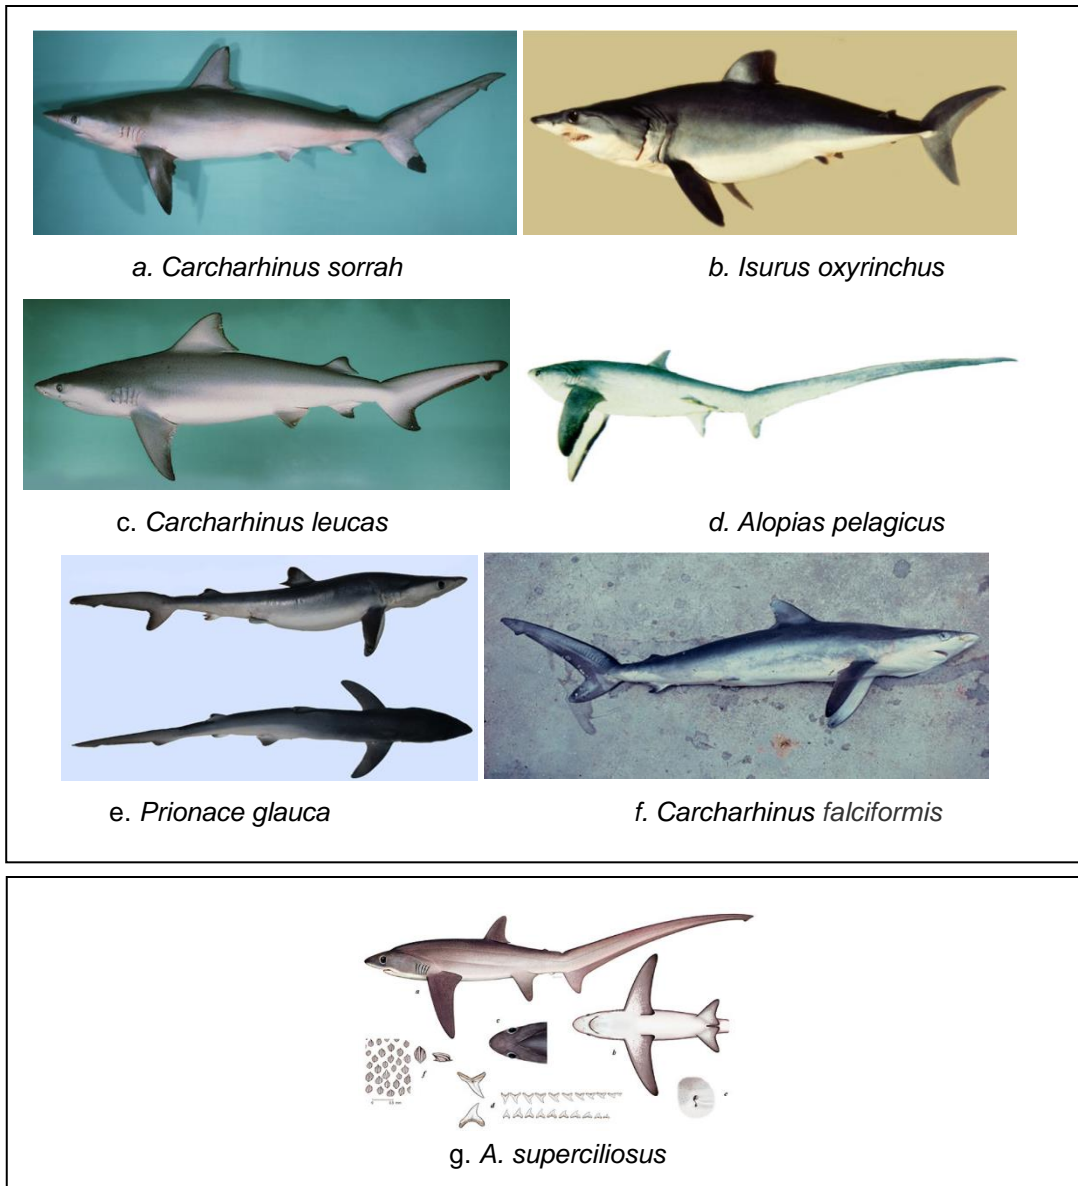 a. Carcharhinus sorrah
b. Isurus oxyrinchus
c. Carcharhinus leucas
d. Alopias pelagicus
e. Prionace glauca
f. Carcharhinus falciformis
a
c
b
f
d
e
g. A. superciliosus